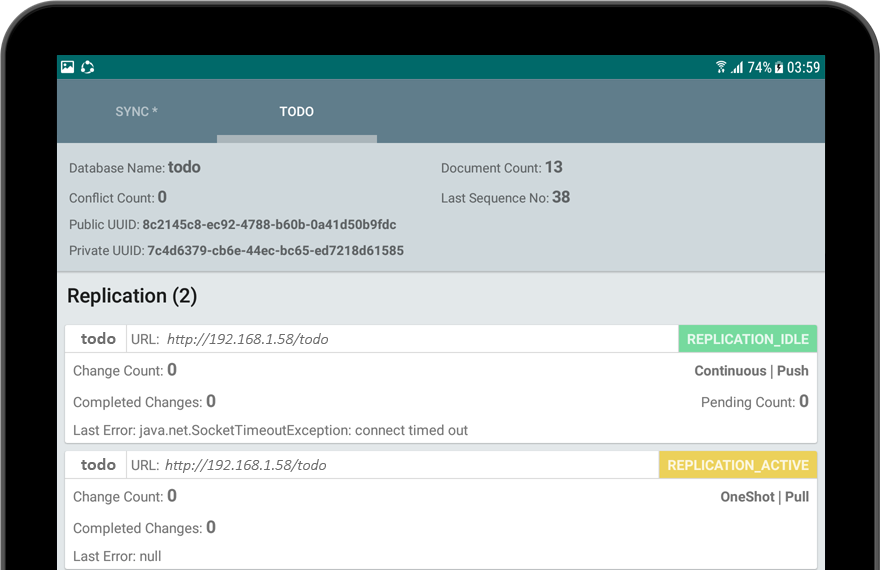 74% 03:59
SYNC * TODO
Database Name: todo Document Count: 13
Conflict Count: 0 Last Sequence No: 38
Public UUID: 8c2145c8-ec92-4788-b60b-0a41d50b9fdc
Private UUID: 7c4d6379-cb6e-44ec-bc65-ed7218d61585
Replication (2)
todo URL: http://192.168.1.58/todo REPLICATION_IDLE
Change Count: 0 Continuous | Push
Completed Changes: 0 Pending Count: 0
Last Error: java.net.SocketTimeoutException: connect timed out
todo URL: http://192.168.1.58/todo REPLICATION_ACTIVE
Change Count: 0 OneShot | Pull
Completed Changes: 0
Last Error: null